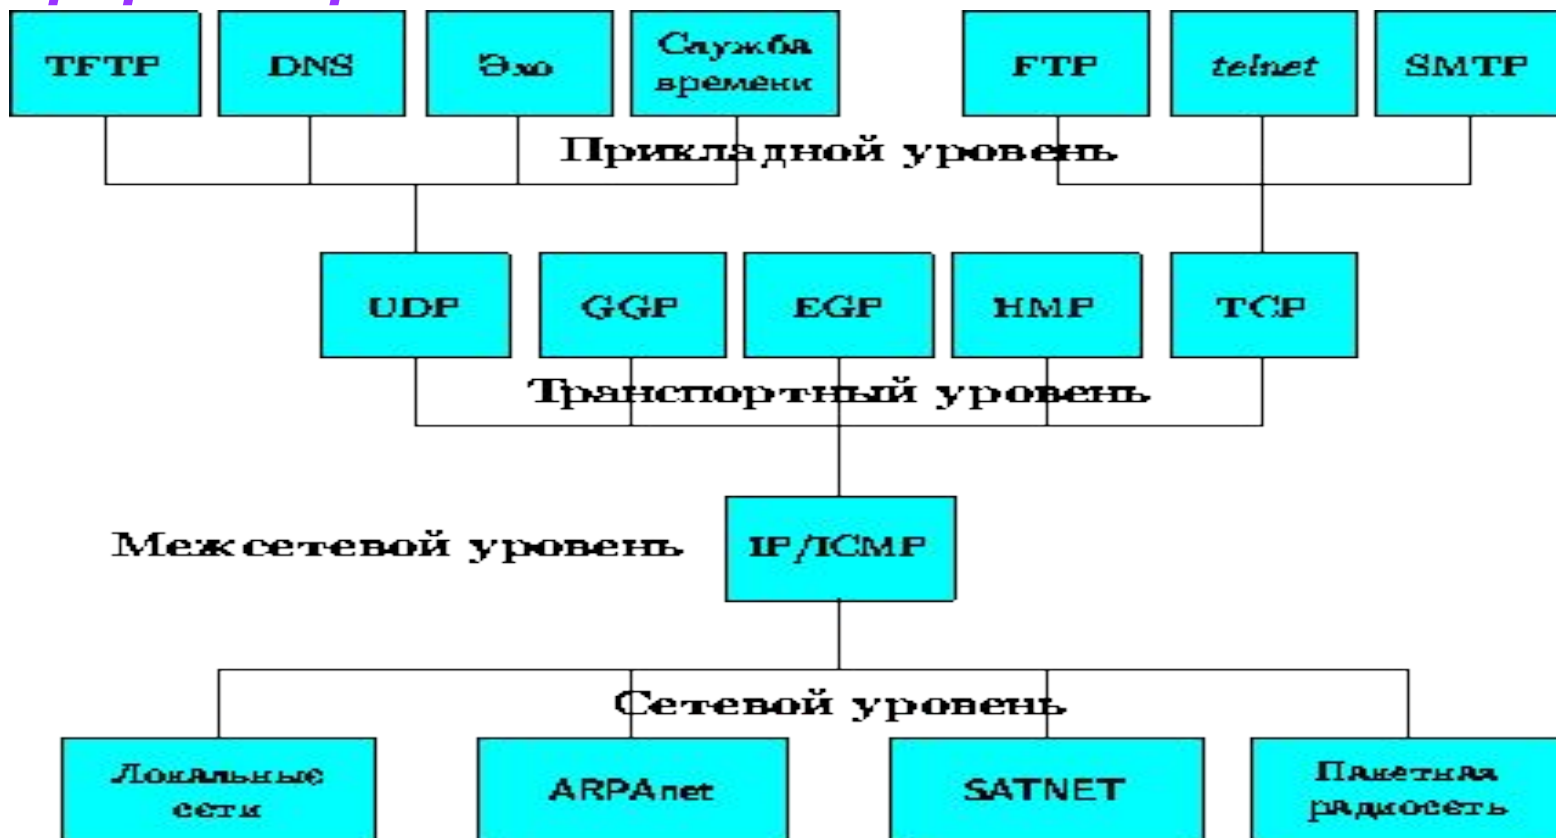 TFTP
DNS
Эхо
Служба
времени
FTP
telnet
SMTP
Прикладной уровень
UDP
GGP
EGP
HMP
TCP
Транспортный уровень
Межсетевой уровень
IP/ICMP
Сетевой уровень
Локальные
сети
ARPAnet
SATNET
Пакетная
радиосеть